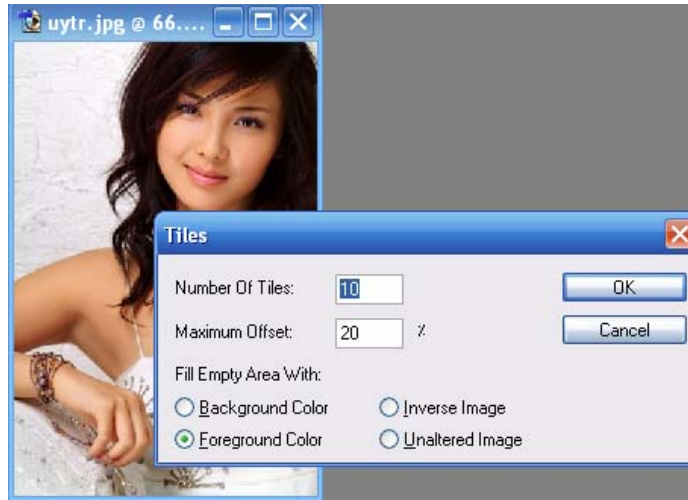 uytr.jpg @ 66....
Tiles
Number Of Tiles: 10 OK
Maximum Offset: 20 % Cancel
Fill Empty Area With:
Background Color Inverse Image
Foreground Color Unaltered Image